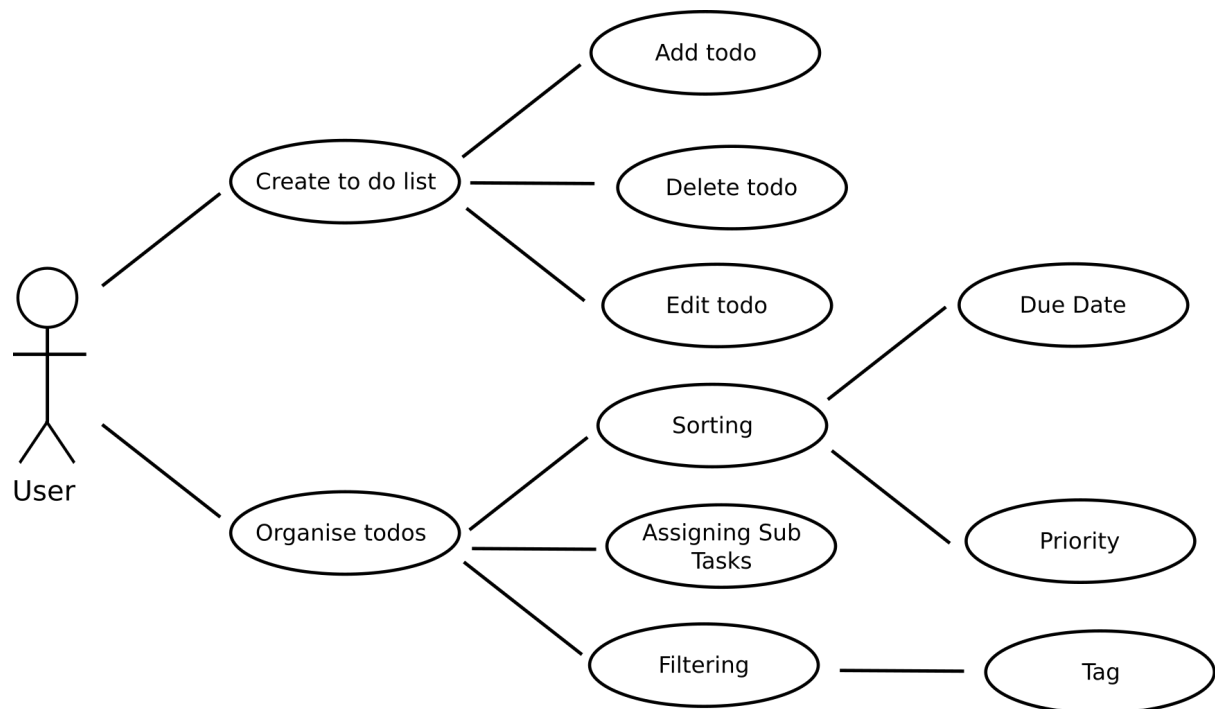 Add todo
Create to do list
Delete todo
Edit todo
Due Date
User
Sorting
Organise todos
Assigning Sub
Tasks
Priority
Filtering
Tag